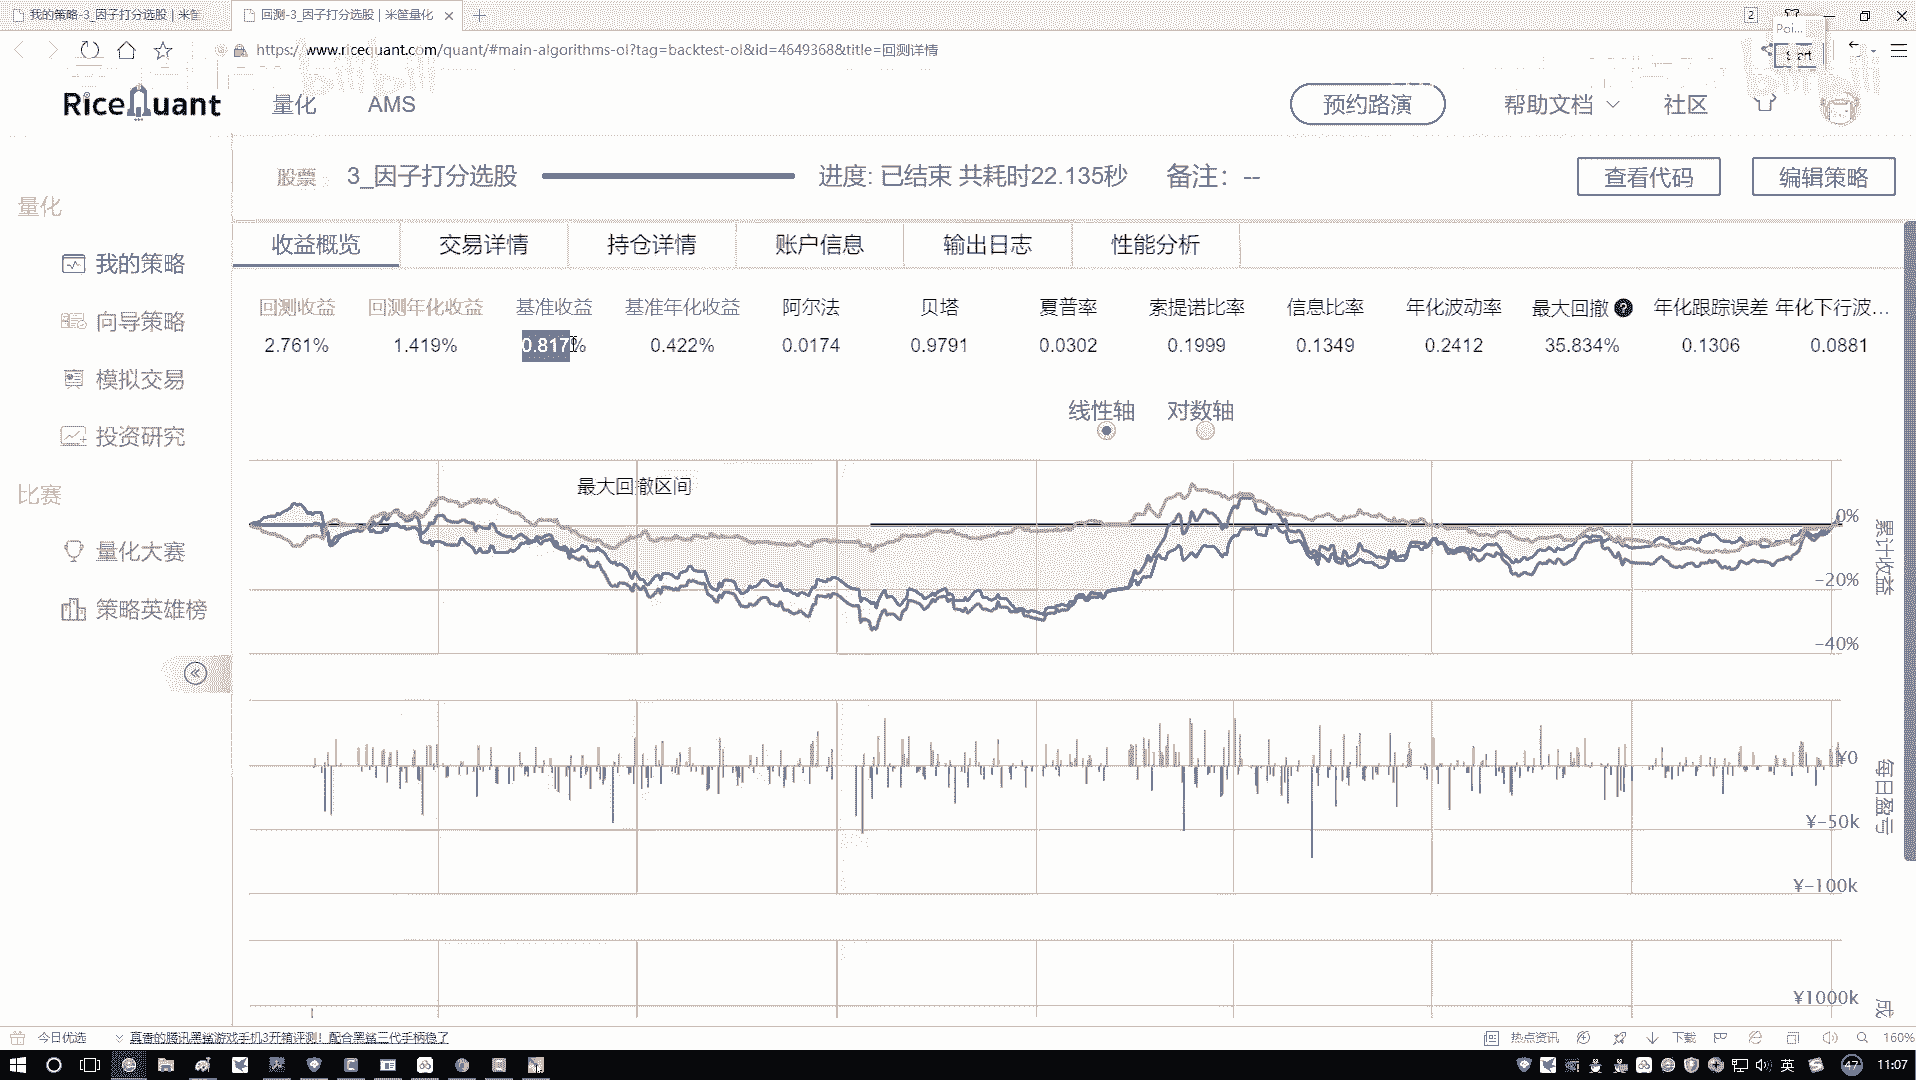 我的策略-3_因子打分选股 | 米筐
回测-3_因子打分选股 | 米筐量化
2
Poi...
https://www.ricequant.com/quant/#main-algorithms-ol?tag=backtest-ol&id=4649368&title=回测详情
Start
bilibili
RiceQuant
量化
AMS
预约路演
帮助文档
社区
股票
3_因子打分选股
进度: 已结束 共耗时22.135秒
备注: --
查看代码
编辑策略
量化
我的策略
向导策略
模拟交易
投资研究
比赛
量化大赛
策略英雄榜
收益概览 交易详情 持仓详情 账户信息 输出日志 性能分析
回测收益 回测年化收益 基准收益 基准年化收益 阿尔法 贝塔 夏普率 索提诺比率 信息比率 年化波动率 最大回撤 ? 年化跟踪误差 年化下行波...
2.761% 1.419% 0.817% 0.422% 0.0174 0.9791 0.0302 0.1999 0.1349 0.2412 35.834% 0.1306 0.0881
线性轴 对数轴
最大回撤区间
0%
-20%
-40%
累计收益
¥0
¥-50k
¥-100k
每日盈亏
¥1000k
成
今日优选
真香的腾讯黑鲨游戏手机3开箱评测！配合黑鲨三代手柄稳了
热点资讯
下载
160%
英
47
11:07